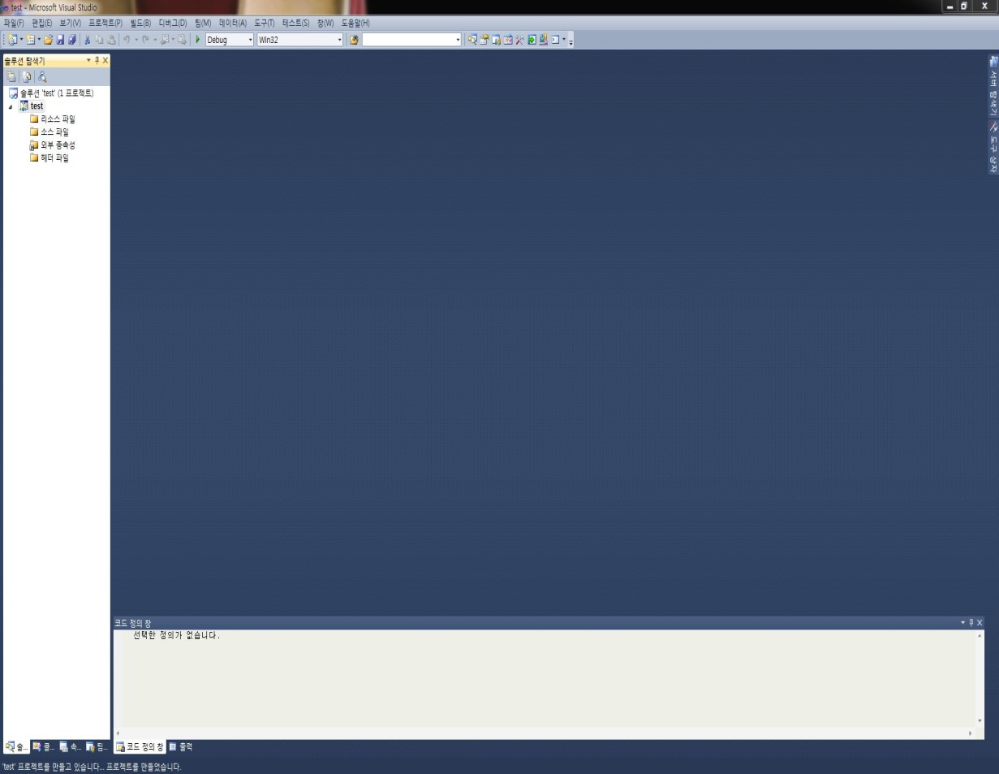 test - Microsoft Visual Studio
파일(F) 편집(E) 보기(V) 프로젝트(P) 빌드(B) 디버그(D) 팀(M) 데이터(A) 도구(T) 테스트(S) 창(W) 도움말(H)
Debug Win32
솔루션 탐색기
솔루션 'test' (1 프로젝트)
test
리소스 파일
소스 파일
외부 종속성
헤더 파일
서버 탐색기
도구 상자
코드 정의 창
선택한 정의가 없습니다.
솔... 클... 속... 팀... 코드 정의 창 출력
'test' 프로젝트를 만들고 있습니다... 프로젝트를 만들었습니다.